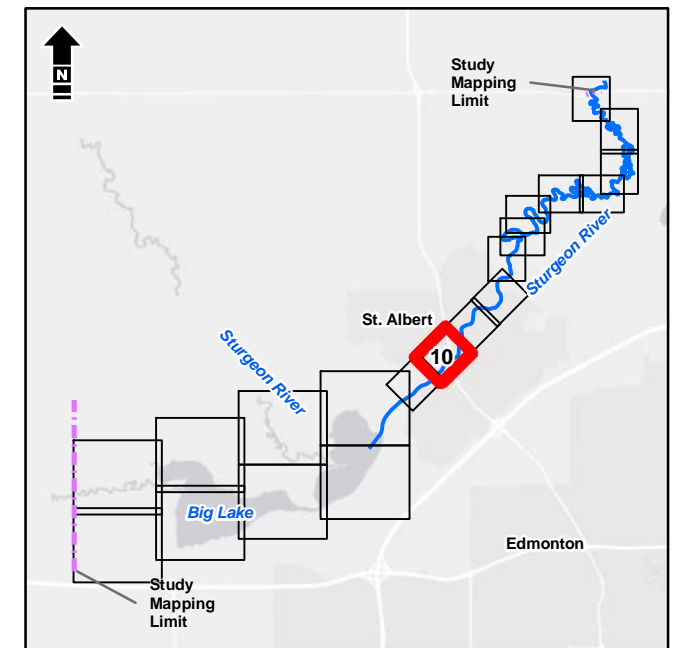 N
Study
Mapping
Limit
Sturgeon River
St. Albert
10
Sturgeon River
Big Lake
Edmonton
Study
Mapping
Limit